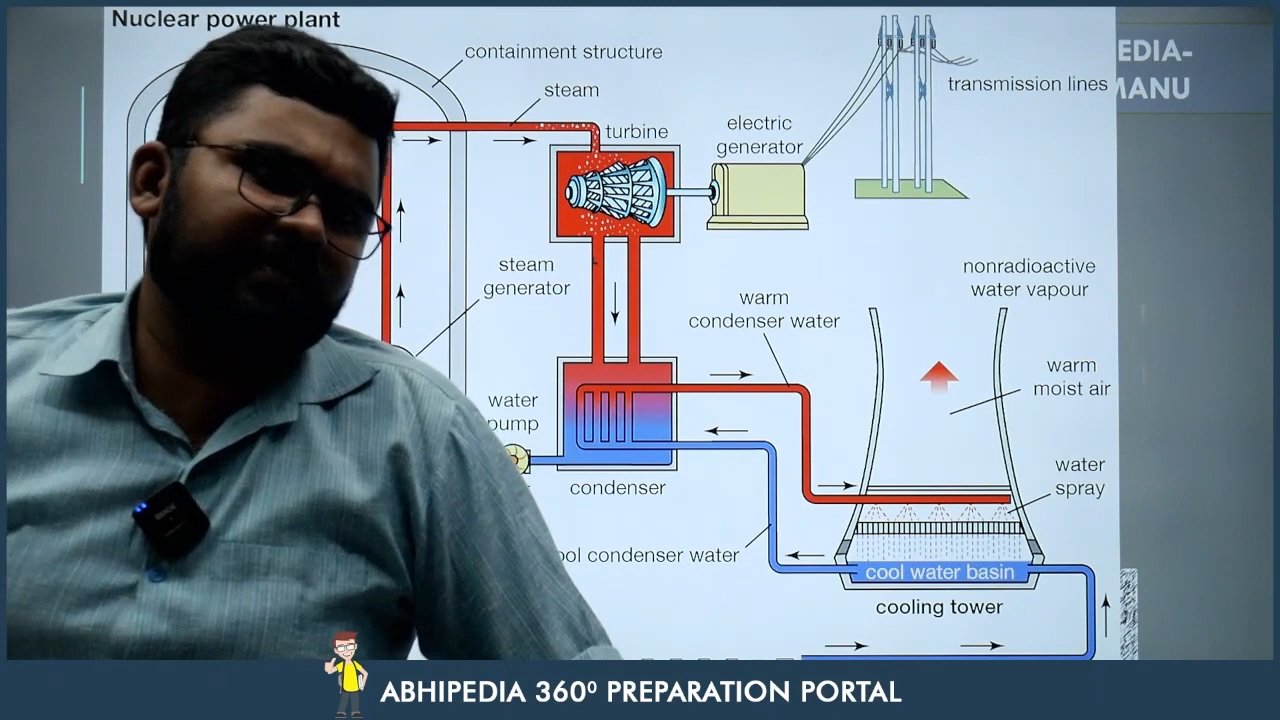 Nuclear power plant
containment structure
steam
turbine
electric
generator
transmission lines
EDIA-
MANU
steam
generator
warm
condenser water
nonradioactive
water vapour
warm
moist air
water
pump
condenser
water
spray
ool condenser water
cool water basin
cooling tower
ABHIPEDIA 360⁰ PREPARATION PORTAL